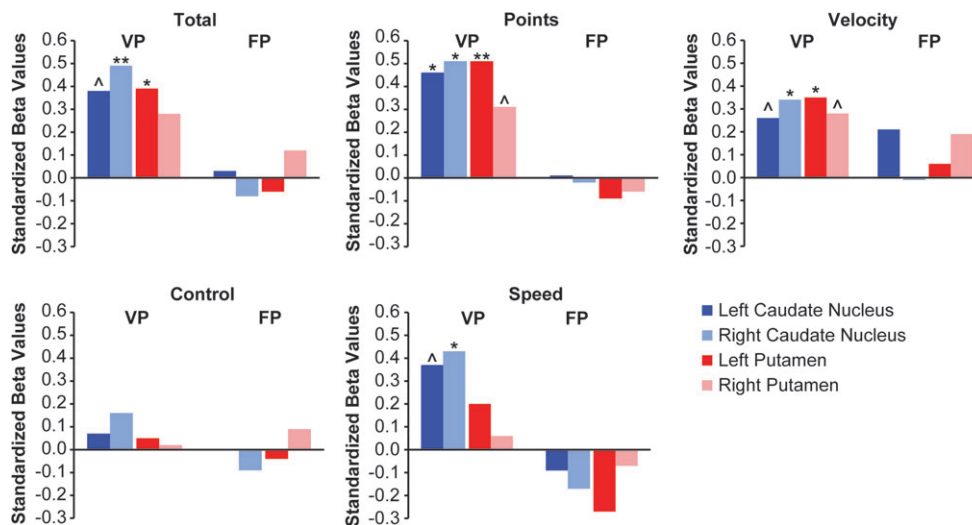 Total
VP FP
Standardized Beta Values
0.6
0.5
0.4
0.3
0.2
0.1
0.0
-0.1
-0.2
-0.3
^ ** *
Points
VP FP
Standardized Beta Values
0.6
0.5
0.4
0.3
0.2
0.1
0.0
-0.1
-0.2
-0.3
* * ** ^
Velocity
VP FP
Standardized Beta Values
0.6
0.5
0.4
0.3
0.2
0.1
0.0
-0.1
-0.2
-0.3
^ * * ^
Control
VP FP
Standardized Beta Values
0.6
0.5
0.4
0.3
0.2
0.1
0.0
-0.1
-0.2
-0.3
Speed
VP FP
Standardized Beta Values
0.6
0.5
0.4
0.3
0.2
0.1
0.0
-0.1
-0.2
-0.3
^ *
Left Caudate Nucleus
Right Caudate Nucleus
Left Putamen
Right Putamen